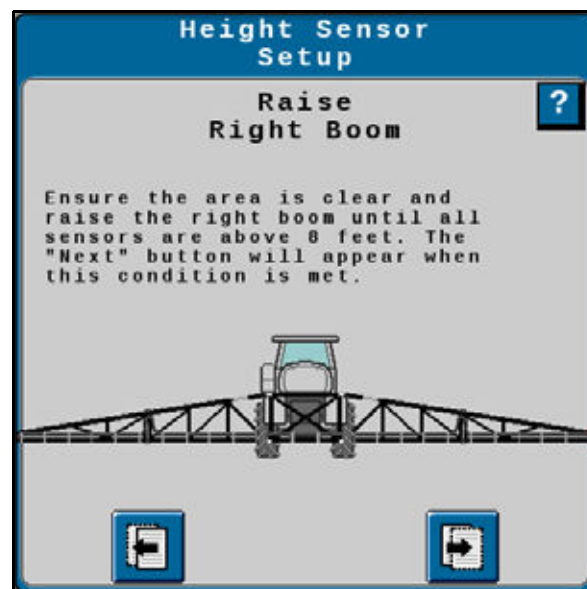 Height Sensor
Setup
Raise
Right Boom
?
Ensure the area is clear and
raise the right boom until all
sensors are above 8 feet. The
"Next" button will appear when
this condition is met.